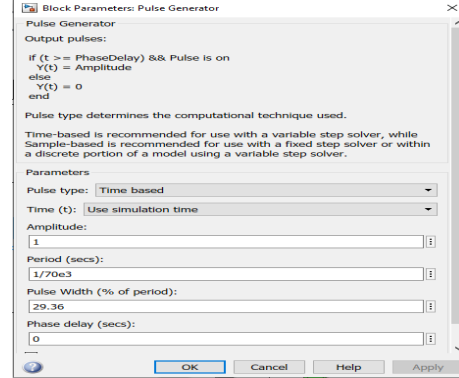 Block Parameters: Pulse Generator
Pulse Generator
Output pulses:
if (t >= PhaseDelay) && Pulse is on
Y(t) = Amplitude
else
Y(t) = 0
end
Pulse type determines the computational technique used.
Time-based is recommended for use with a variable step solver, while
Sample-based is recommended for use with a fixed step solver or within
a discrete portion of a model using a variable step solver.
Parameters
Pulse type: Time based
Time (t): Use simulation time
Amplitude:
1
Period (secs):
1/70e3
Pulse Width (% of period):
29.36
Phase delay (secs):
0
OK Cancel Help Apply